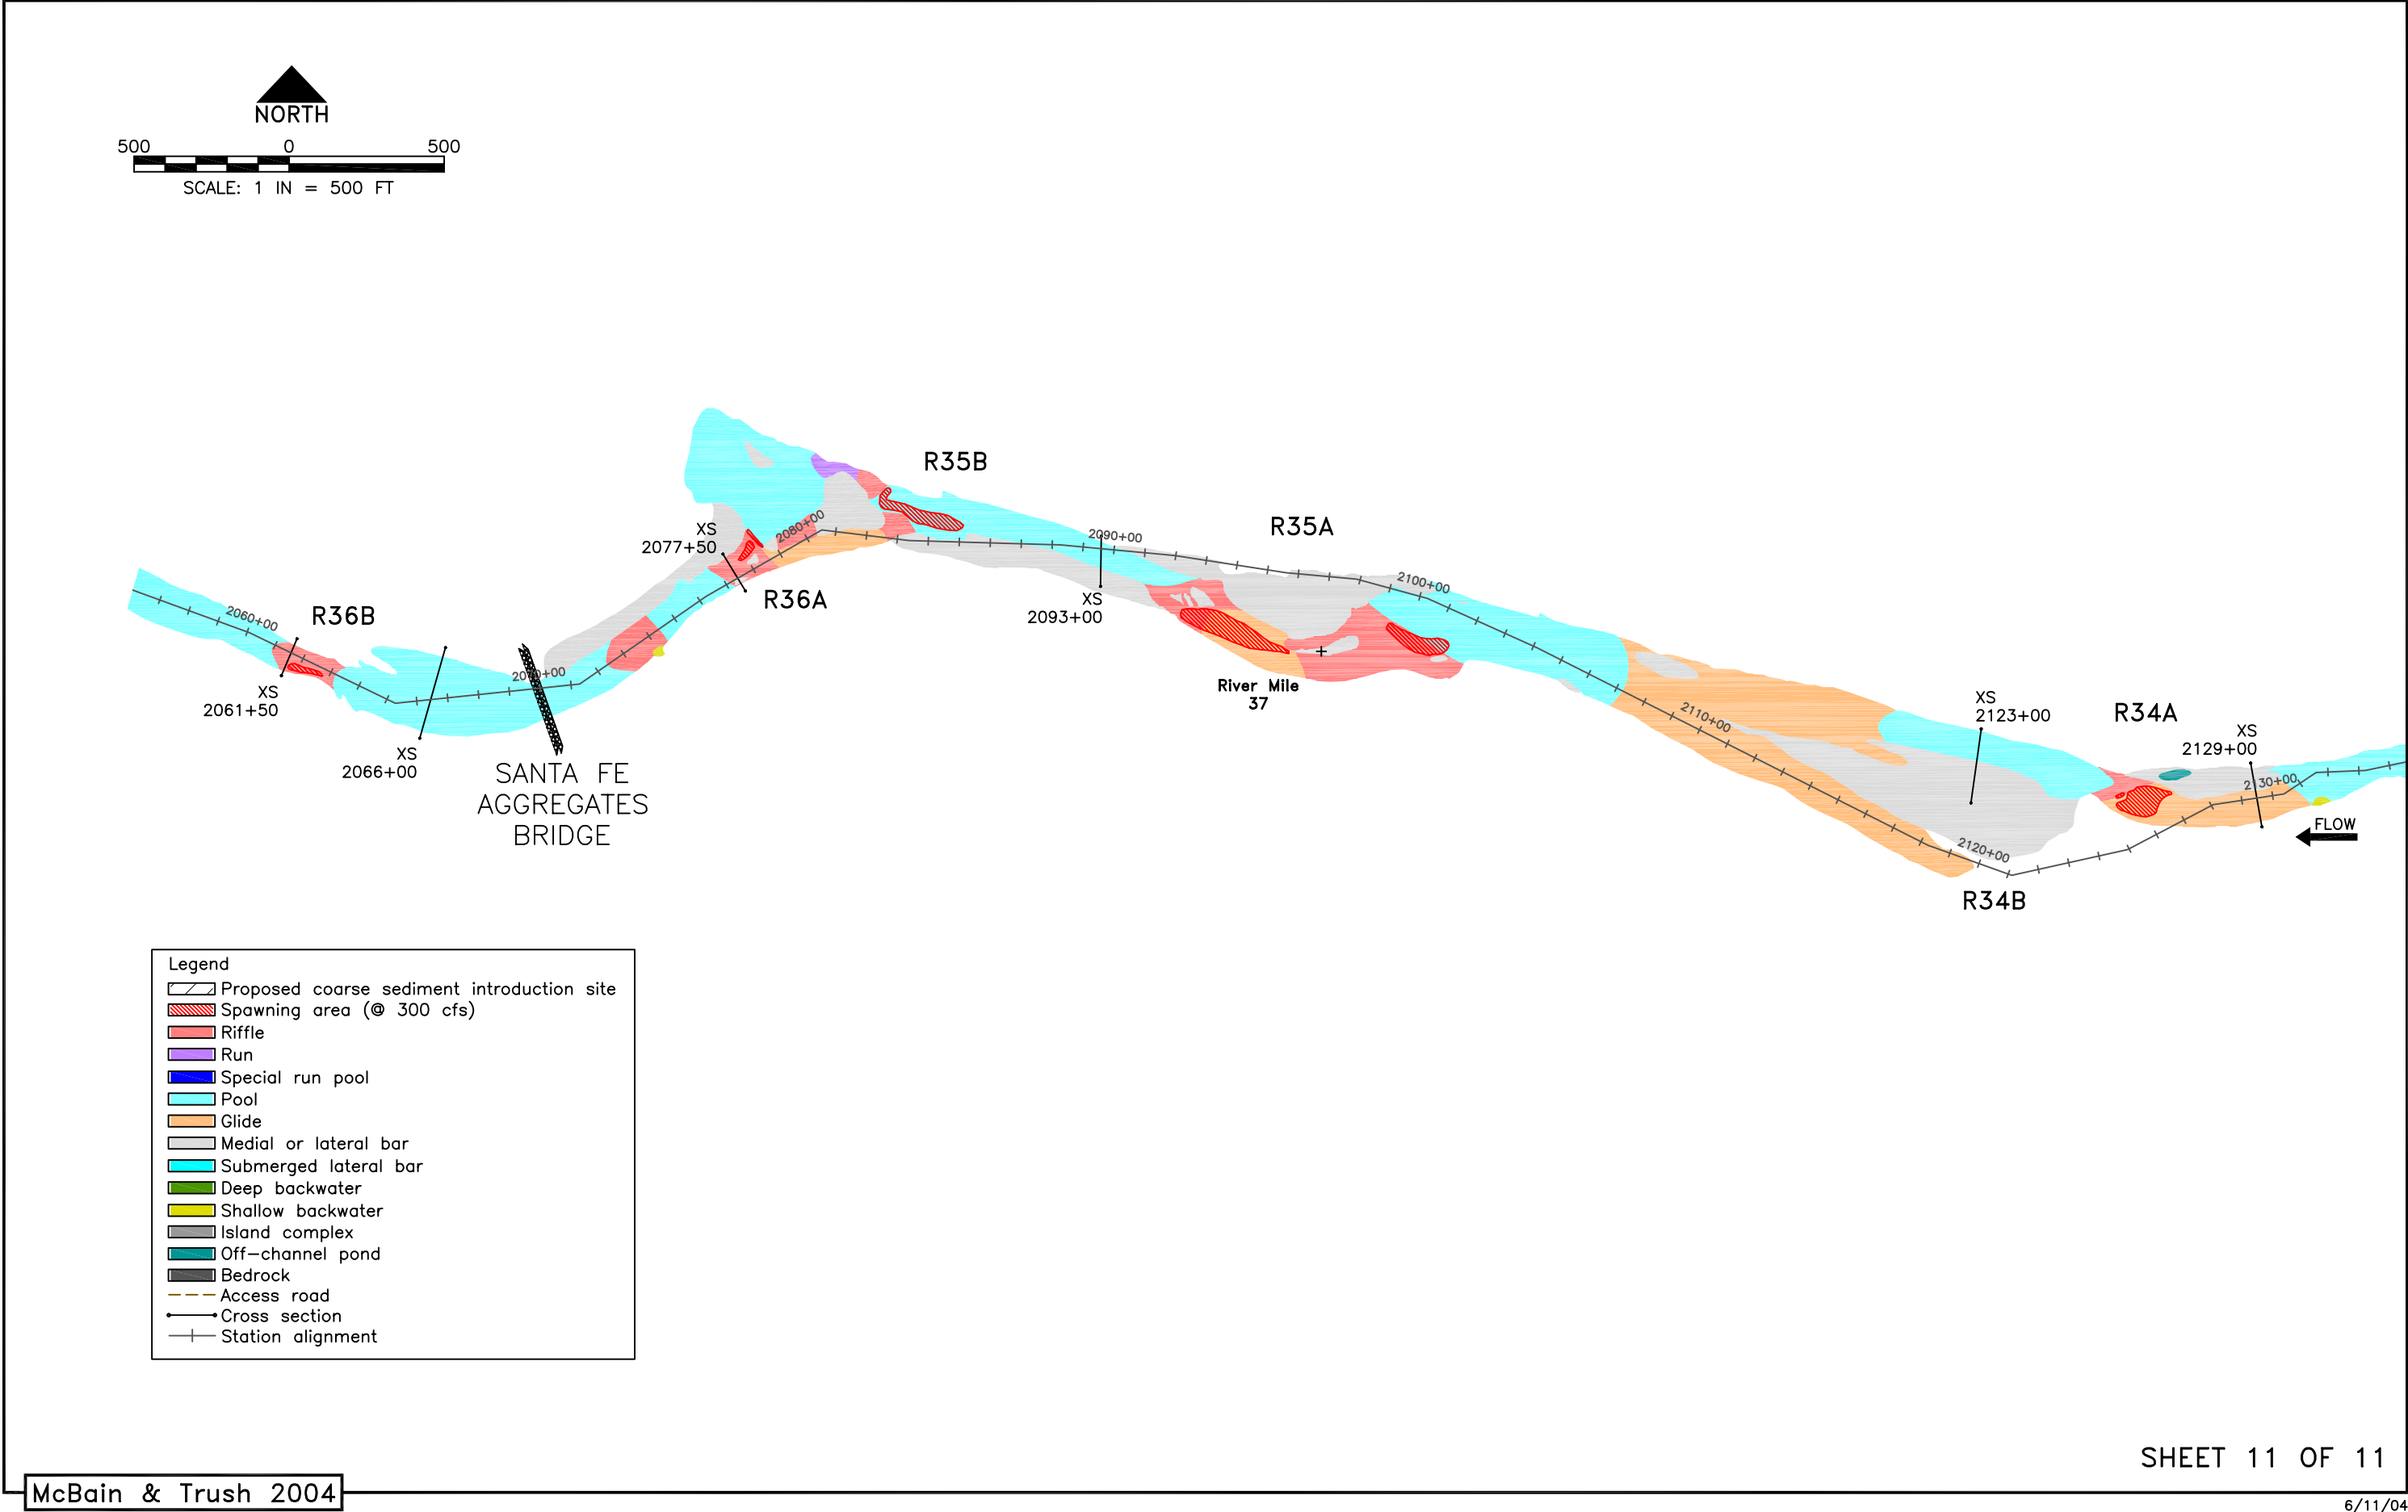 NORTH
500 0 500
SCALE: 1 IN = 500 FT
R35B
R35A
2080+00
2090+00
XS
2077+50
R36A
XS
2093+00
2100+00
R36B
2060+00
XS
2061+50
2070+00
XS
2066+00
SANTA FE
AGGREGATES
BRIDGE
River Mile
37
2110+00
XS
2123+00
R34A
XS
2129+00
2130+00
FLOW
2120+00
R34B
Legend
Proposed coarse sediment introduction site
Spawning area (@ 300 cfs)
Riffle
Run
Special run pool
Pool
Glide
Medial or lateral bar
Submerged lateral bar
Deep backwater
Shallow backwater
Island complex
Off-channel pond
Bedrock
Access road
Cross section
Station alignment
SHEET 11 OF 11
McBain & Trush 2004
6/11/04